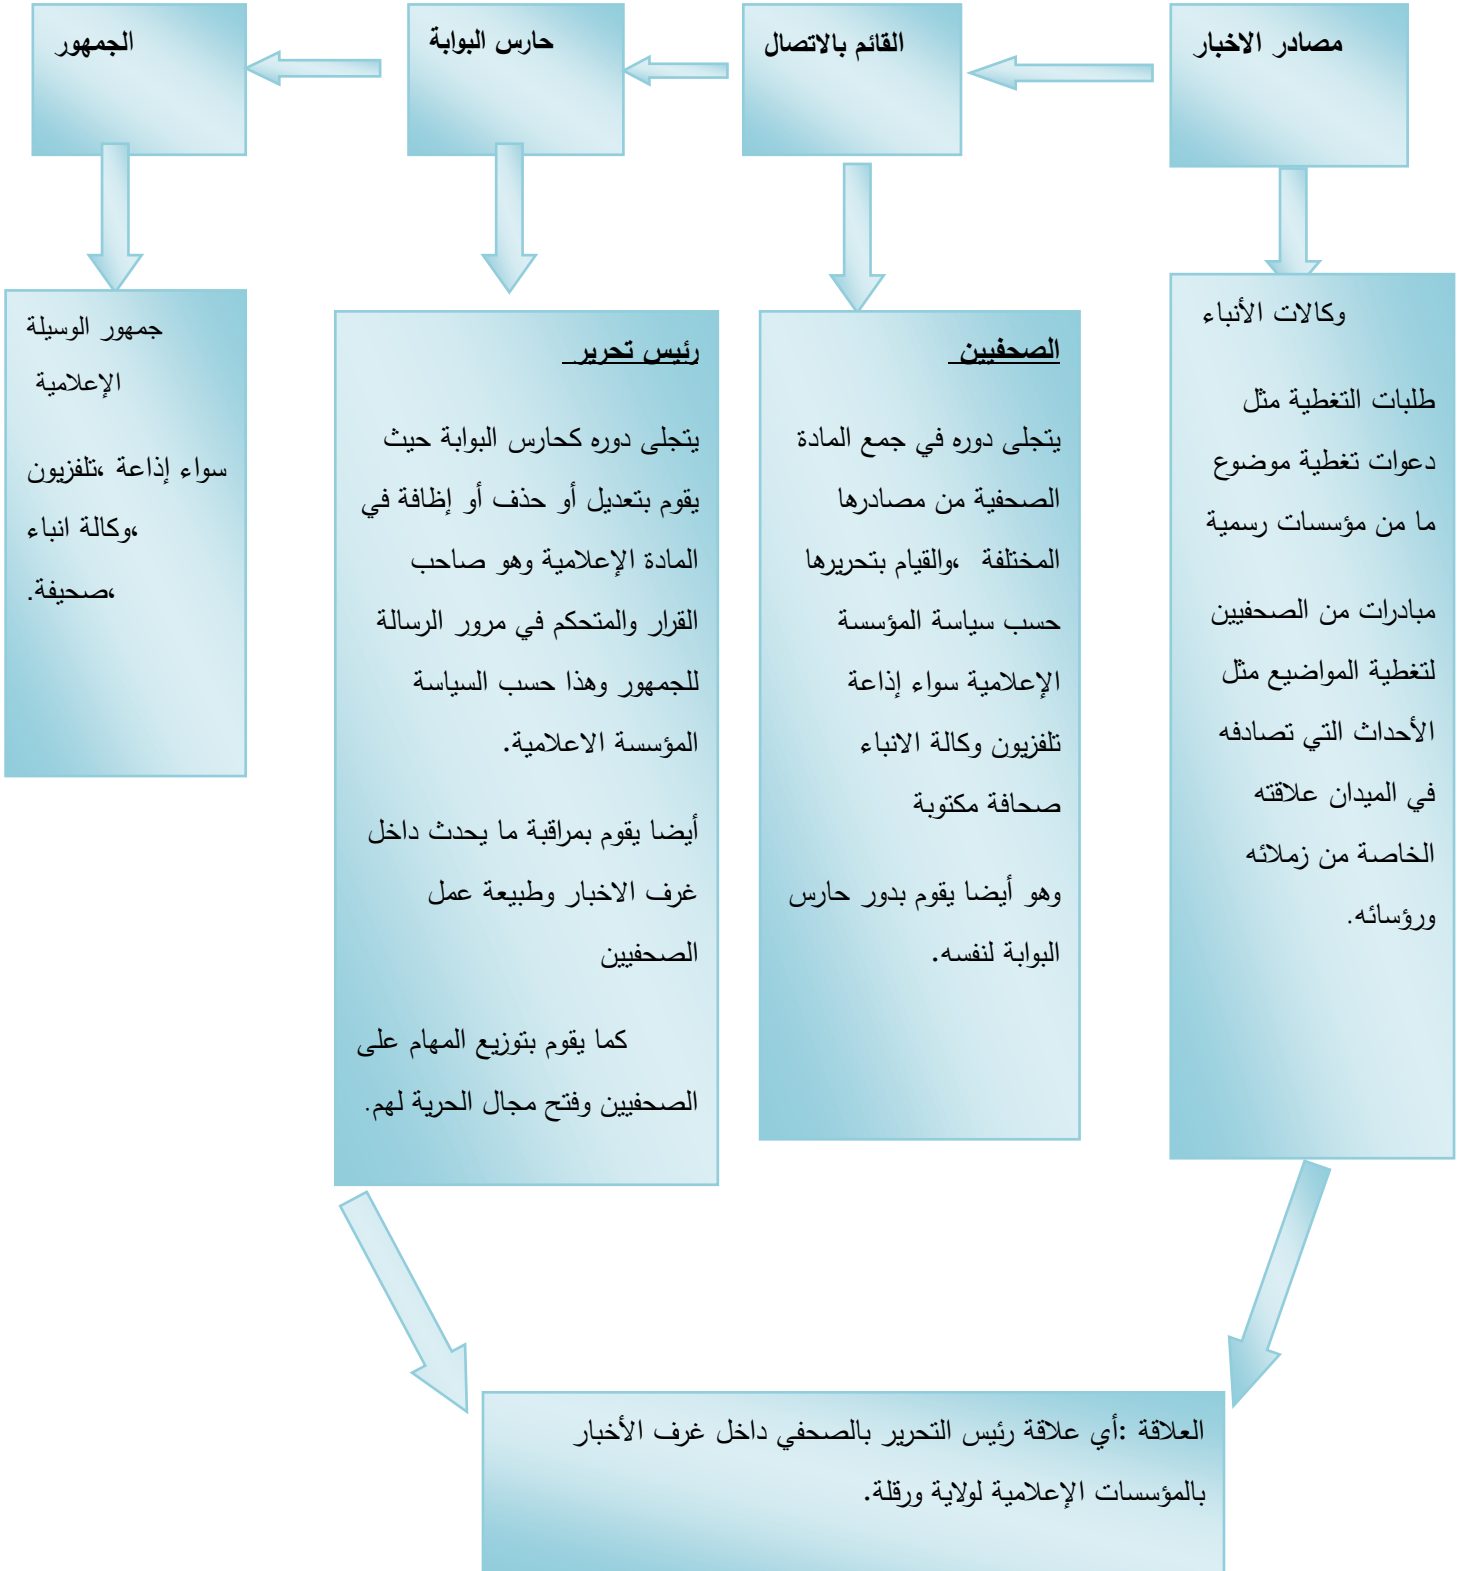 مصادر الاخبار
القائم بالاتصال
حارس البوابة
الجمهور
وكالات الأنباء
طلبات التغطية مثل
دعوات تغطية موضوع
ما من مؤسسات رسمية
مبادرات من الصحفيين
لتغطية المواضيع مثل
الأحداث التي تصادفه
في الميدان علاقته
الخاصة من زملائه
ورؤسائه.
الصحفيين
يتجلى دوره في جمع المادة
الصحفية من مصادرها
المختلفة ،والقيام بتحريرها
حسب سياسة المؤسسة
الإعلامية سواء إذاعة
تلفزيون وكالة الانباء
صحافة مكتوبة
وهو أيضا يقوم بدور حارس
البوابة لنفسه.
رئيس تحرير
يتجلى دوره كحارس البوابة حيث
يقوم بتعديل أو حذف أو إظافة في
المادة الإعلامية وهو صاحب
القرار والمتحكم في مرور الرسالة
للجمهور وهذا حسب السياسة
المؤسسة الاعلامية.
أيضا يقوم بمراقبة ما يحدث داخل
غرف الاخبار وطبيعة عمل
الصحفيين
كما يقوم بتوزيع المهام على
الصحفيين وفتح مجال الحرية لهم.
جمهور الوسيلة
الإعلامية
سواء إذاعة ،تلفزيون
،وكالة انباء
،صحيفة.
العلاقة :أي علاقة رئيس التحرير بالصحفي داخل غرف الأخبار
بالمؤسسات الإعلامية لولاية ورقلة.